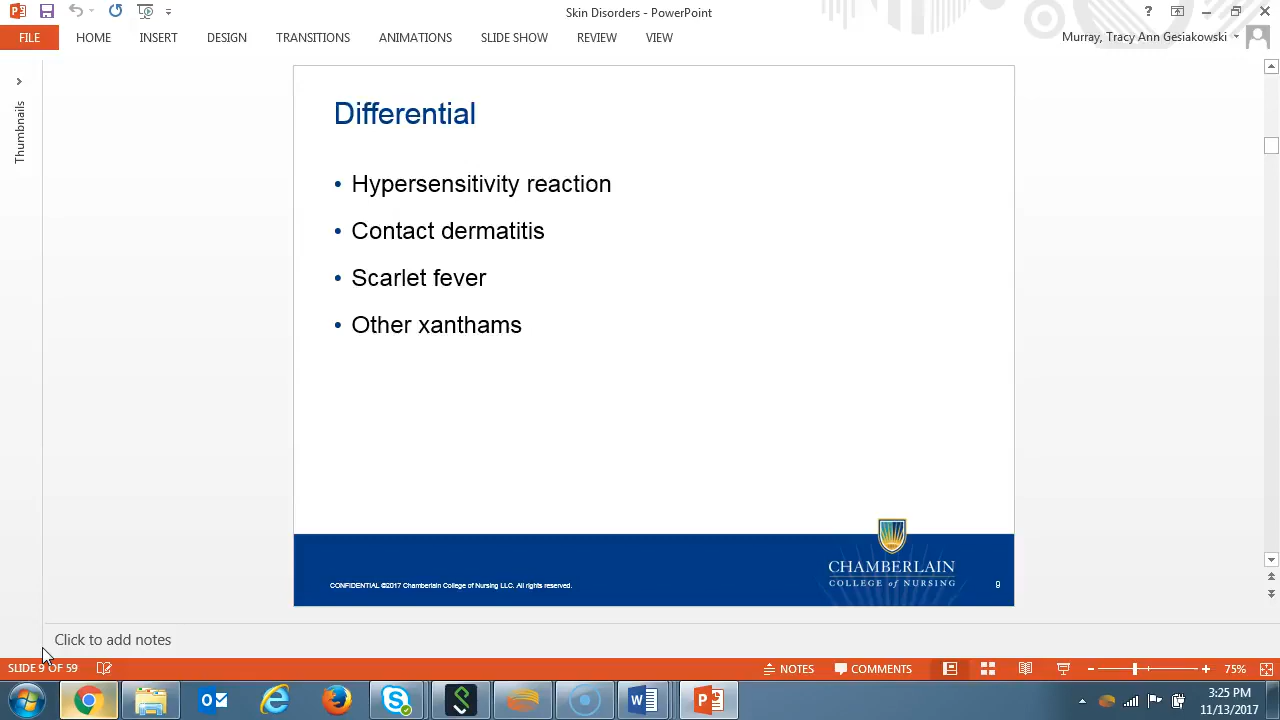 Skin Disorders - PowerPoint
?
FILE HOME INSERT DESIGN TRANSITIONS ANIMATIONS SLIDE SHOW REVIEW VIEW
Murray, Tracy Ann Gesiakowski
Thumbnails
Differential
• Hypersensitivity reaction
• Contact dermatitis
• Scarlet fever
• Other xanthams
CHAMBERLAIN
COLLEGE of NURSING
CONFIDENTIAL ©2017 Chamberlain College of Nursing LLC. All rights reserved.
9
Click to add notes
SLIDE 9 OF 59
NOTES COMMENTS 75%
3:25 PM
11/13/2017